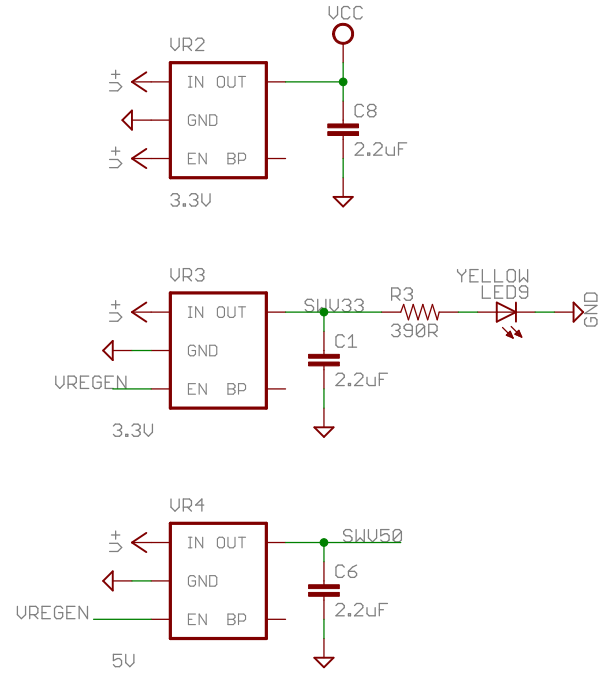 VCC
VR2
V+ IN OUT
GND
C8
V+ EN BP
2.2uF
3.3V
VR3
YELLOW
LED9
R3
V+ IN OUT SWV33
390R
GND
GND
C1
VREGEN EN BP
2.2uF
3.3V
VR4
V+ IN OUT SWV50
GND
C6
VREGEN EN BP
2.2uF
5V